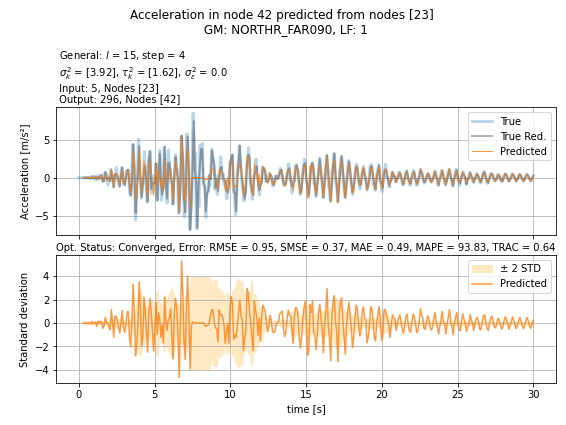 Acceleration in node 42 predicted from nodes [23]
GM: NORTHR_FAR090, LF: 1
General: l = 15, step = 4
σ²ₖ = [3.92], τ²ₖ = [1.62], σ²ₑ = 0.0
Input: 5, Nodes [23]
Output: 296, Nodes [42]
Acceleration [m/s²]
5
0
−5
True
True Red.
Predicted
Opt. Status: Converged, Error: RMSE = 0.95, SMSE = 0.37, MAE = 0.49, MAPE = 93.83, TRAC = 0.64
Standard deviation
4
2
0
−2
−4
± 2 STD
Predicted
0 5 10 15 20 25 30
time [s]